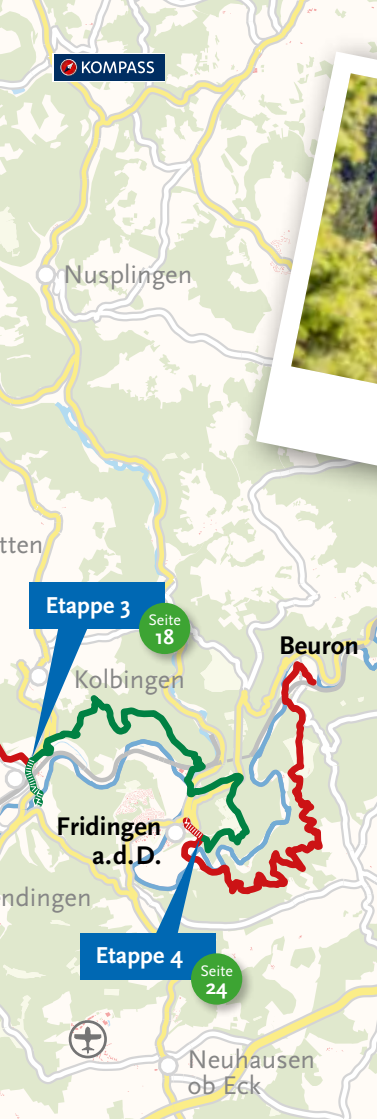 KOMPASS
Nusplingen
tten
Etappe 3
Seite
18
Beuron
Kolbingen
Fridingen
a.d.D.
ndingen
Etappe 4
Seite
24
Neuhausen
ob Eck